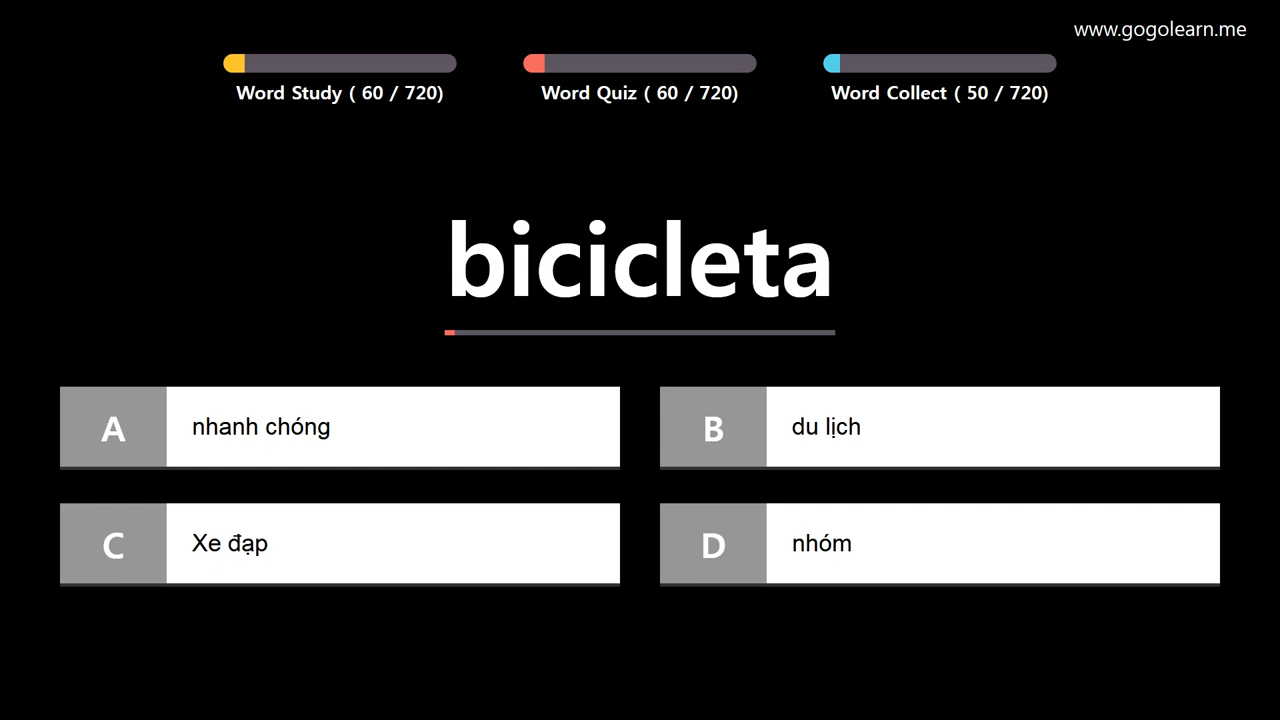 www.gogolearn.me
Word Study ( 60 / 720)
Word Quiz ( 60 / 720)
Word Collect ( 50 / 720)
bicicleta
A
nhanh chóng
B
du lịch
C
Xe đạp
D
nhóm